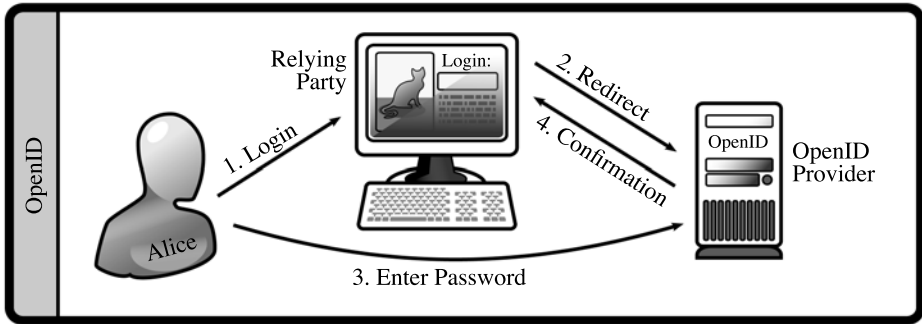 OpenID
Relying
Party
Login:
1. Login
2. Redirect
4. Confirmation
OpenID
OpenID
Provider
Alice
3. Enter Password